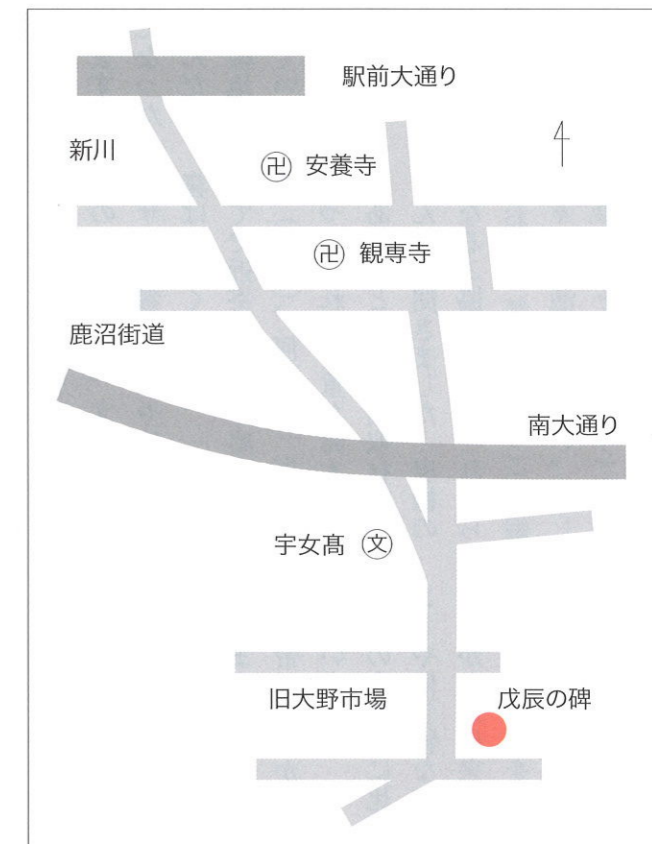 駅前大通り
新川
卍 安養寺
卍 観専寺
鹿沼街道
南大通り
宇女髙 文
旧大野市場
戊辰の碑